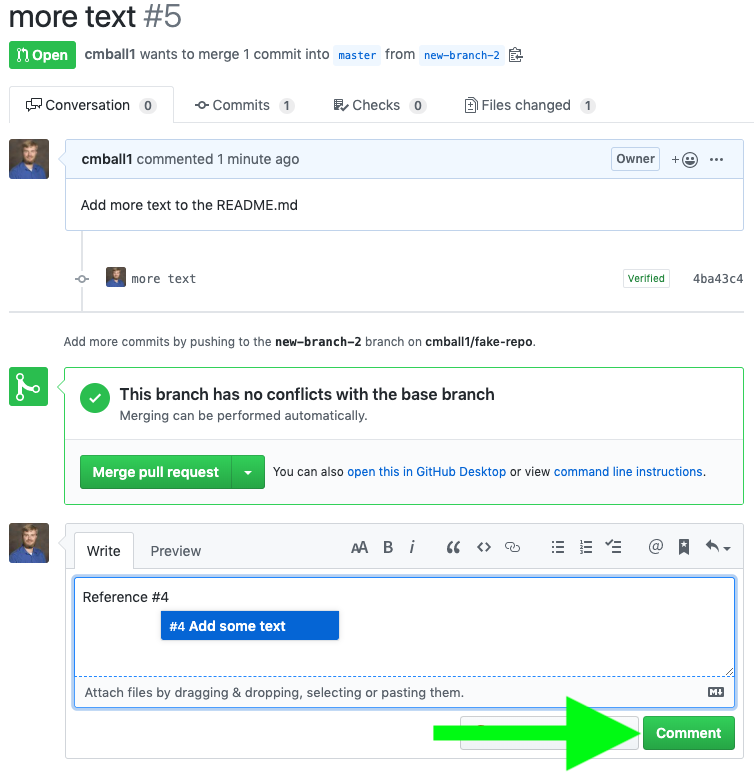 more text #5
Open cmball1 wants to merge 1 commit into master from new-branch-2
Conversation 0 Commits 1 Checks 0 Files changed 1
cmball1 commented 1 minute ago Owner
Add more text to the README.md
more text Verified 4ba43c4
Add more commits by pushing to the new-branch-2 branch on cmball1/fake-repo.
This branch has no conflicts with the base branch
Merging can be performed automatically.
Merge pull request You can also open this in GitHub Desktop or view command line instructions.
Write Preview AA B i
Reference #4
#4 Add some text
Attach files by dragging & dropping, selecting or pasting them.
Comment